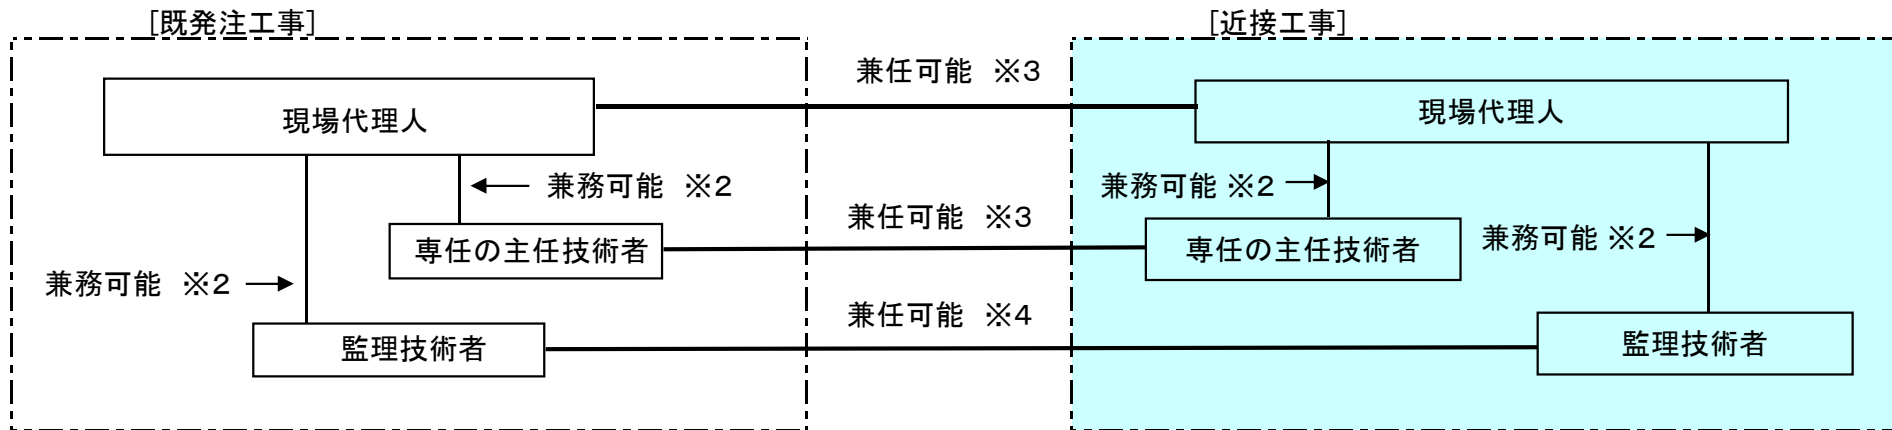 [既発注工事]
[近接工事]
兼任可能　※3
現場代理人
現場代理人
兼務可能　※2
兼務可能 ※2
兼任可能　※3
専任の主任技術者
専任の主任技術者
兼務可能 ※2
兼務可能　※2
兼任可能　※4
監理技術者
監理技術者